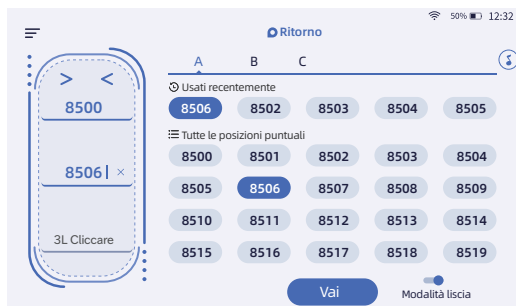 50% 12:32
Ritorno
> <
8500
8506 ×
3L Cliccare
A B C
Usati recentemente
8506 8502 8503 8504 8505
Tutte le posizioni puntuali
8500 8501 8502 8503 8504
8505 8506 8507 8508 8509
8510 8511 8512 8513 8514
8515 8516 8517 8518 8519
Vai
Modalità liscia